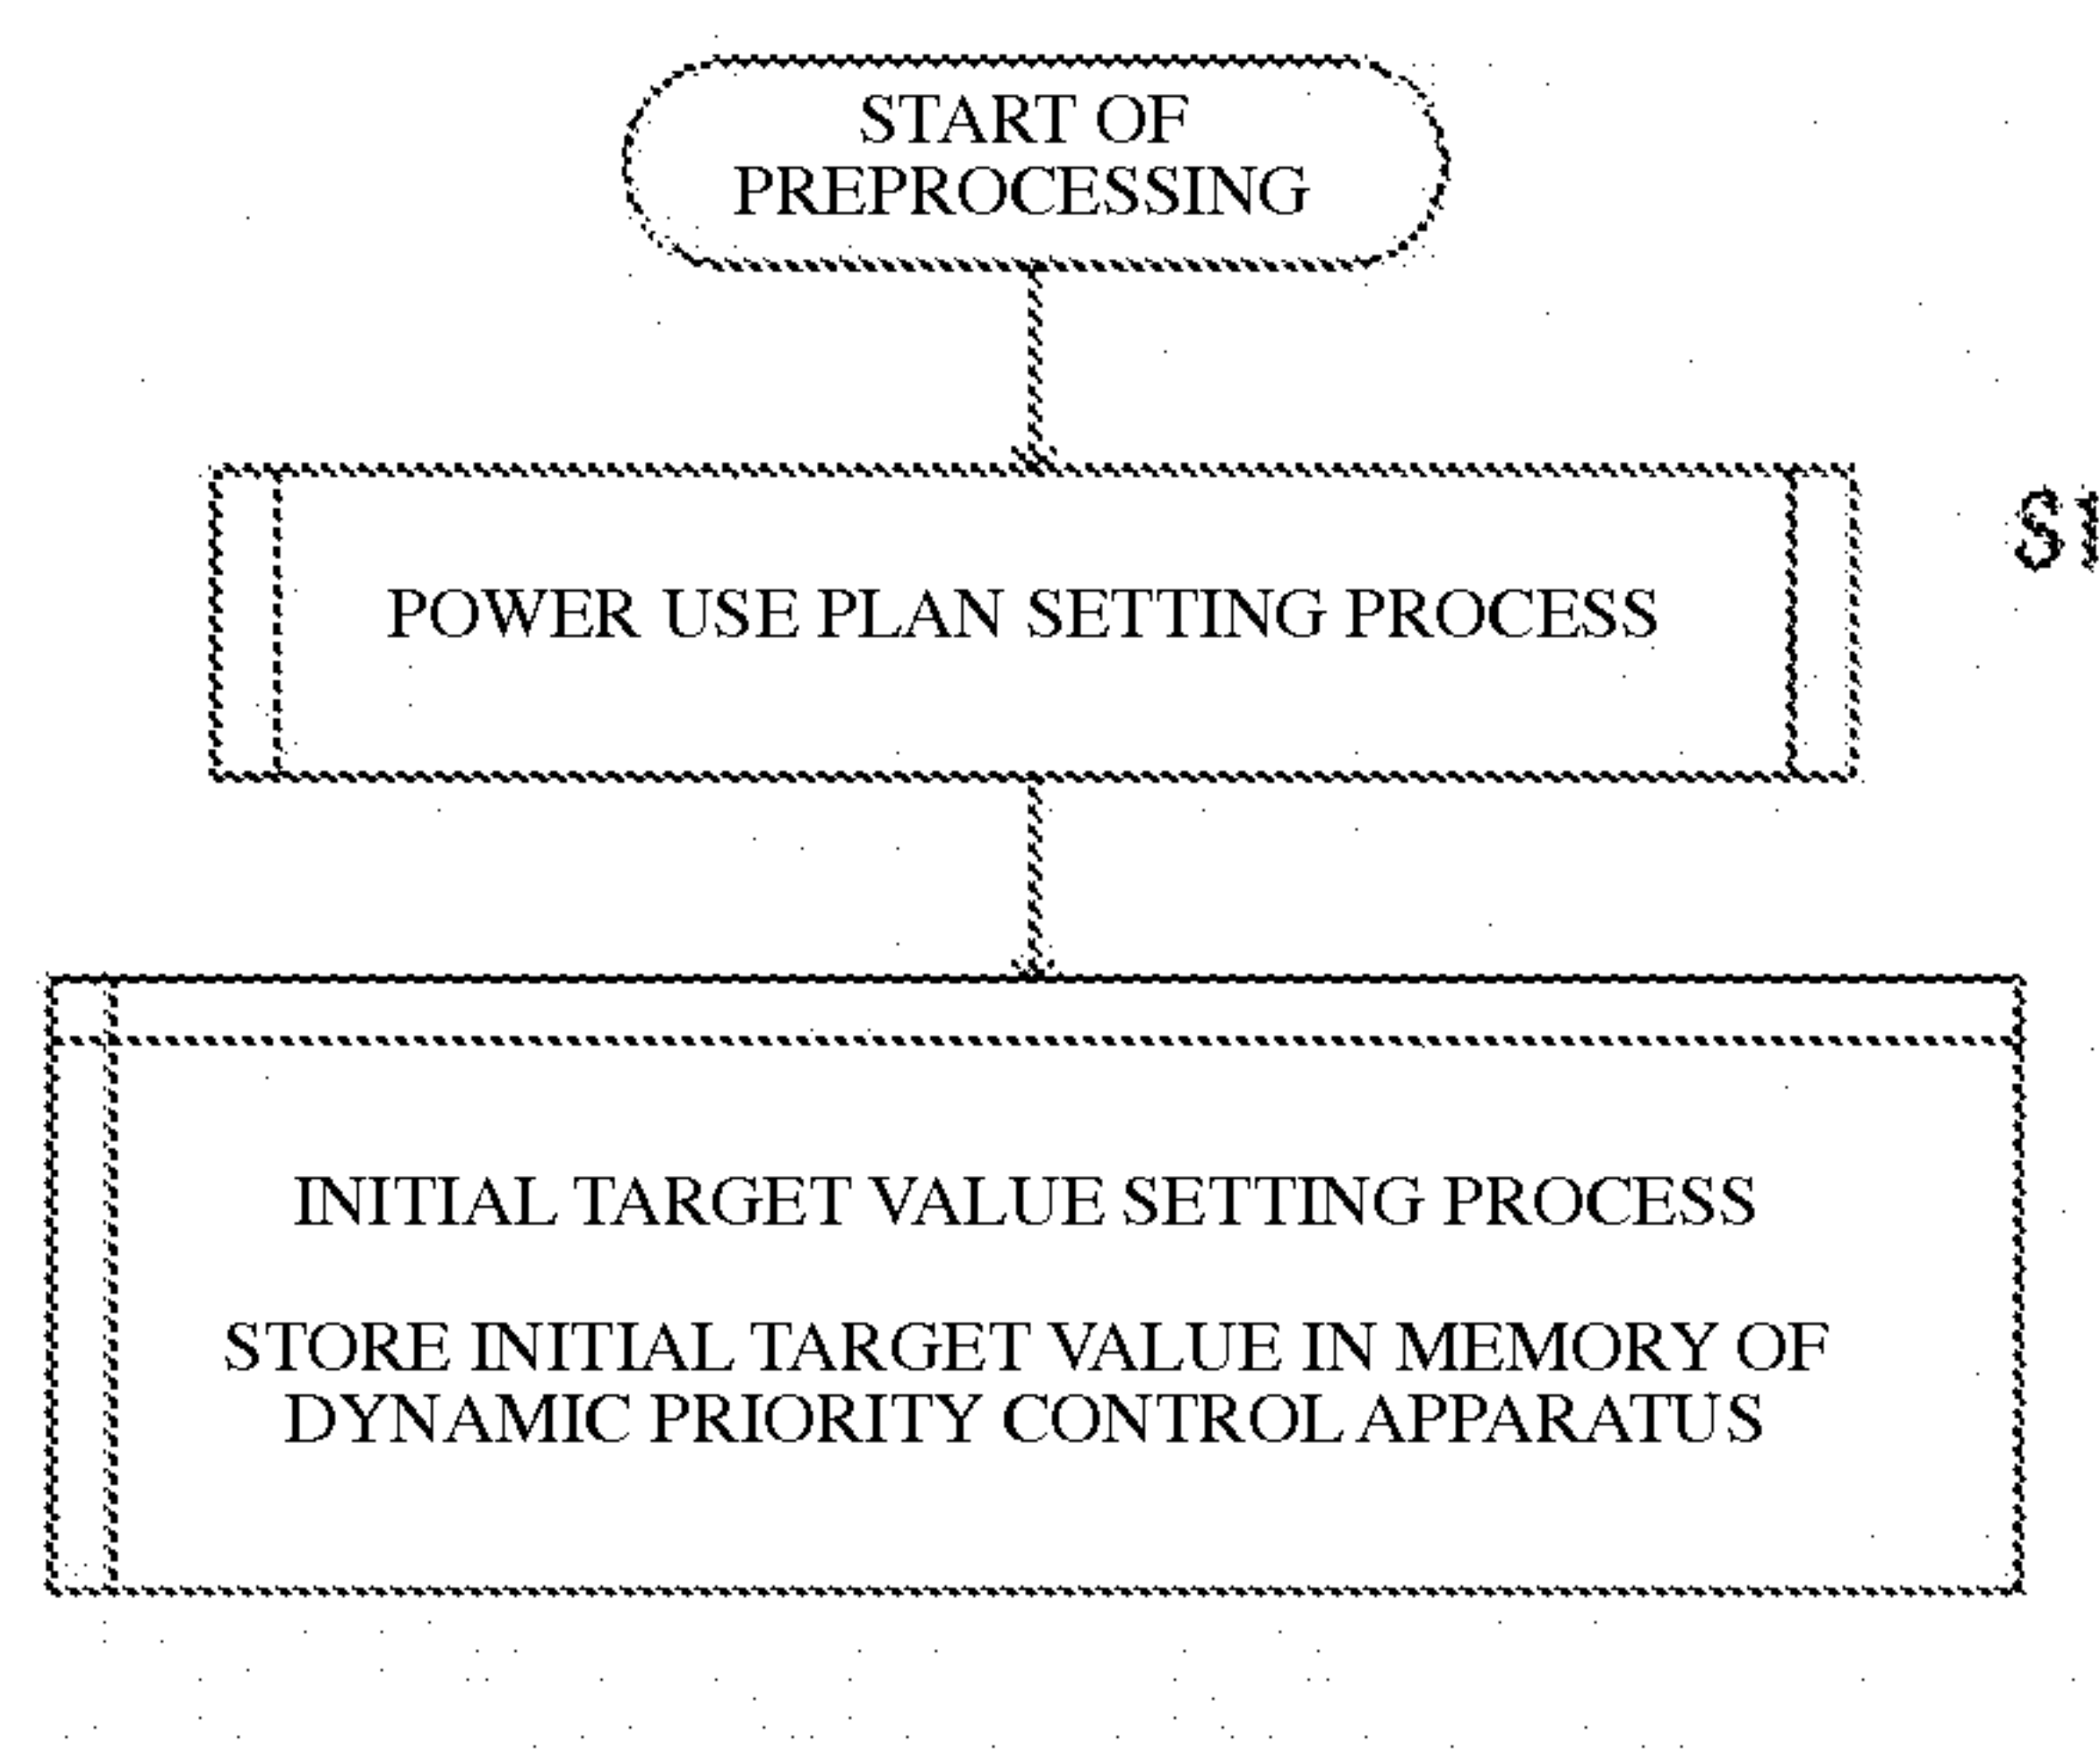 START OF
PREPROCESSING
S1
POWER USE PLAN SETTING PROCESS
INITIAL TARGET VALUE SETTING PROCESS
STORE INITIAL TARGET VALUE IN MEMORY OF
DYNAMIC PRIORITY CONTROL APPARATUS